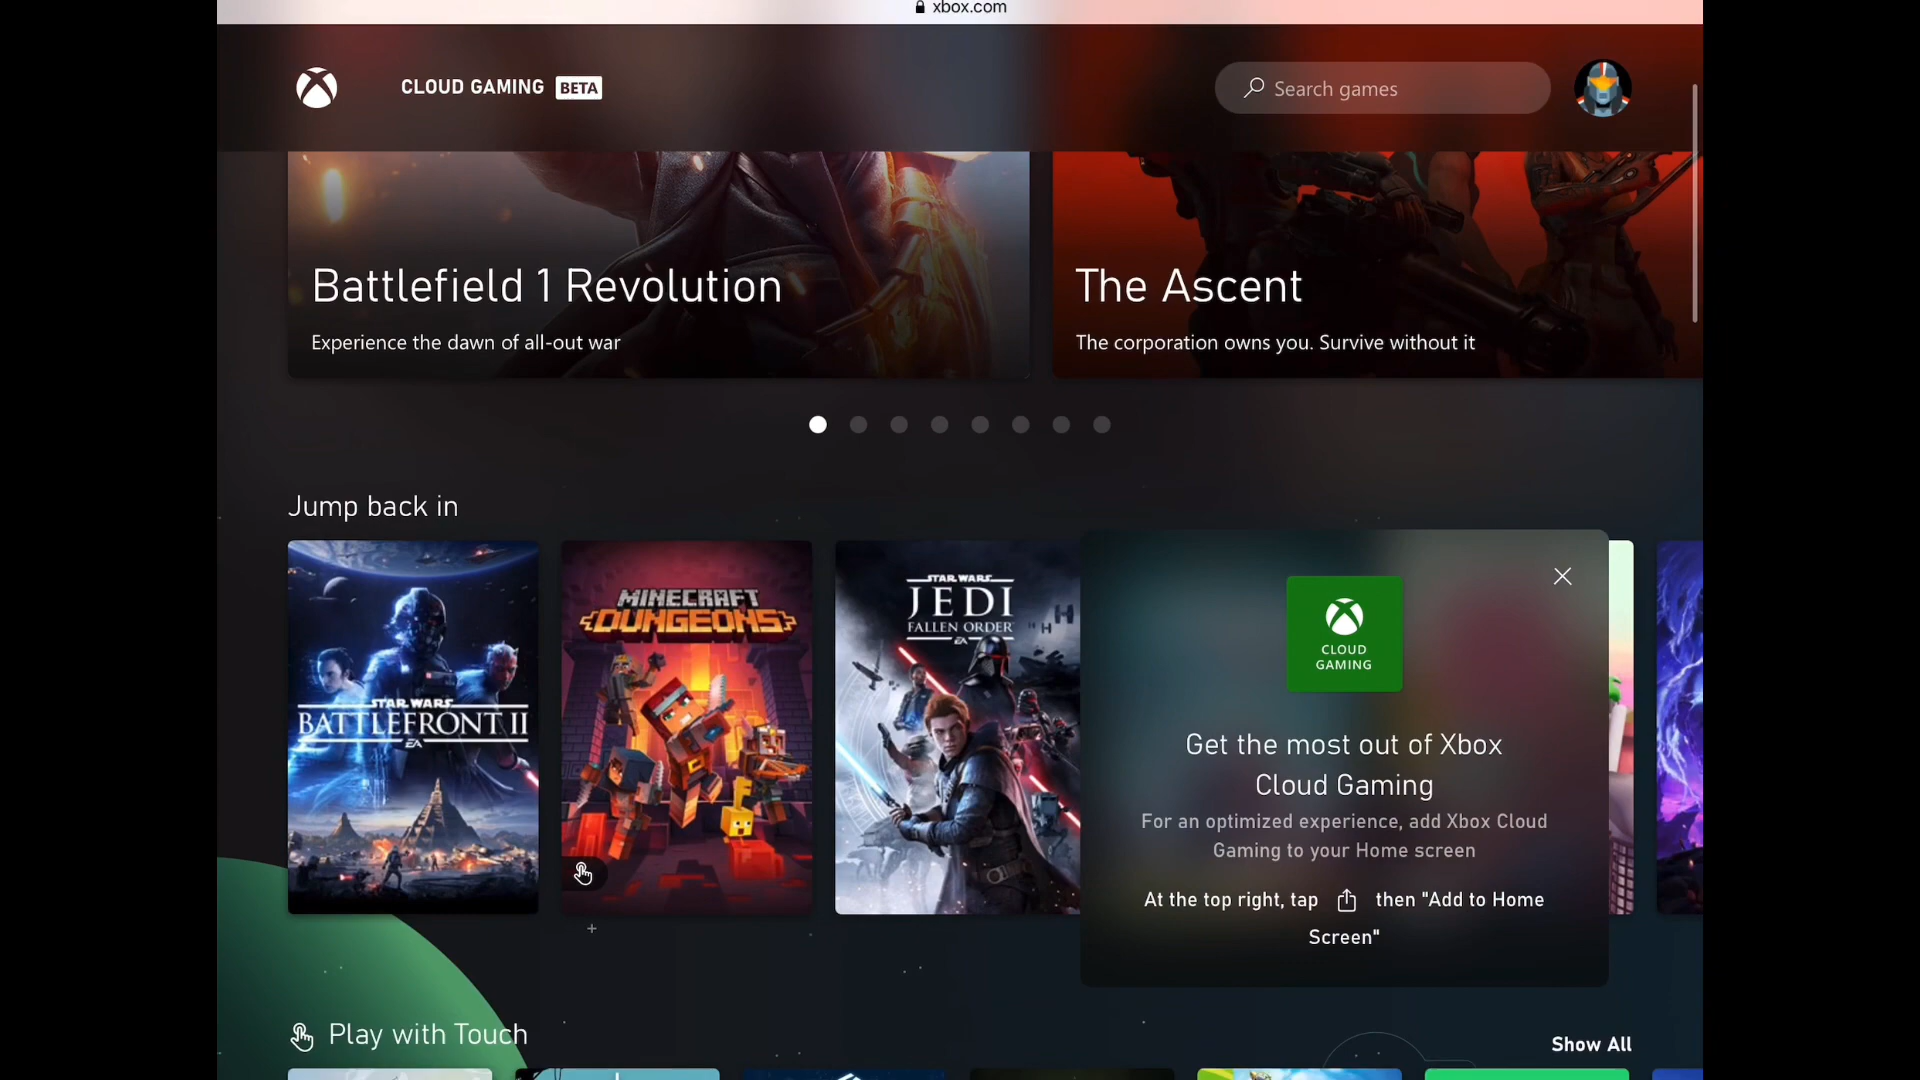 xbox.com
CLOUD GAMING BETA
Search games
Battlefield 1 Revolution
Experience the dawn of all-out war
The Ascent
The corporation owns you. Survive without it
Jump back in
STAR WARS
BATTLEFRONT II
EA
MINECRAFT
DUNGEONS
STAR WARS
JEDI
FALLEN ORDER
EA
CLOUD
GAMING
Get the most out of Xbox
Cloud Gaming
For an optimized experience, add Xbox Cloud
Gaming to your Home screen
At the top right, tap then "Add to Home
Screen"
Play with Touch
Show All